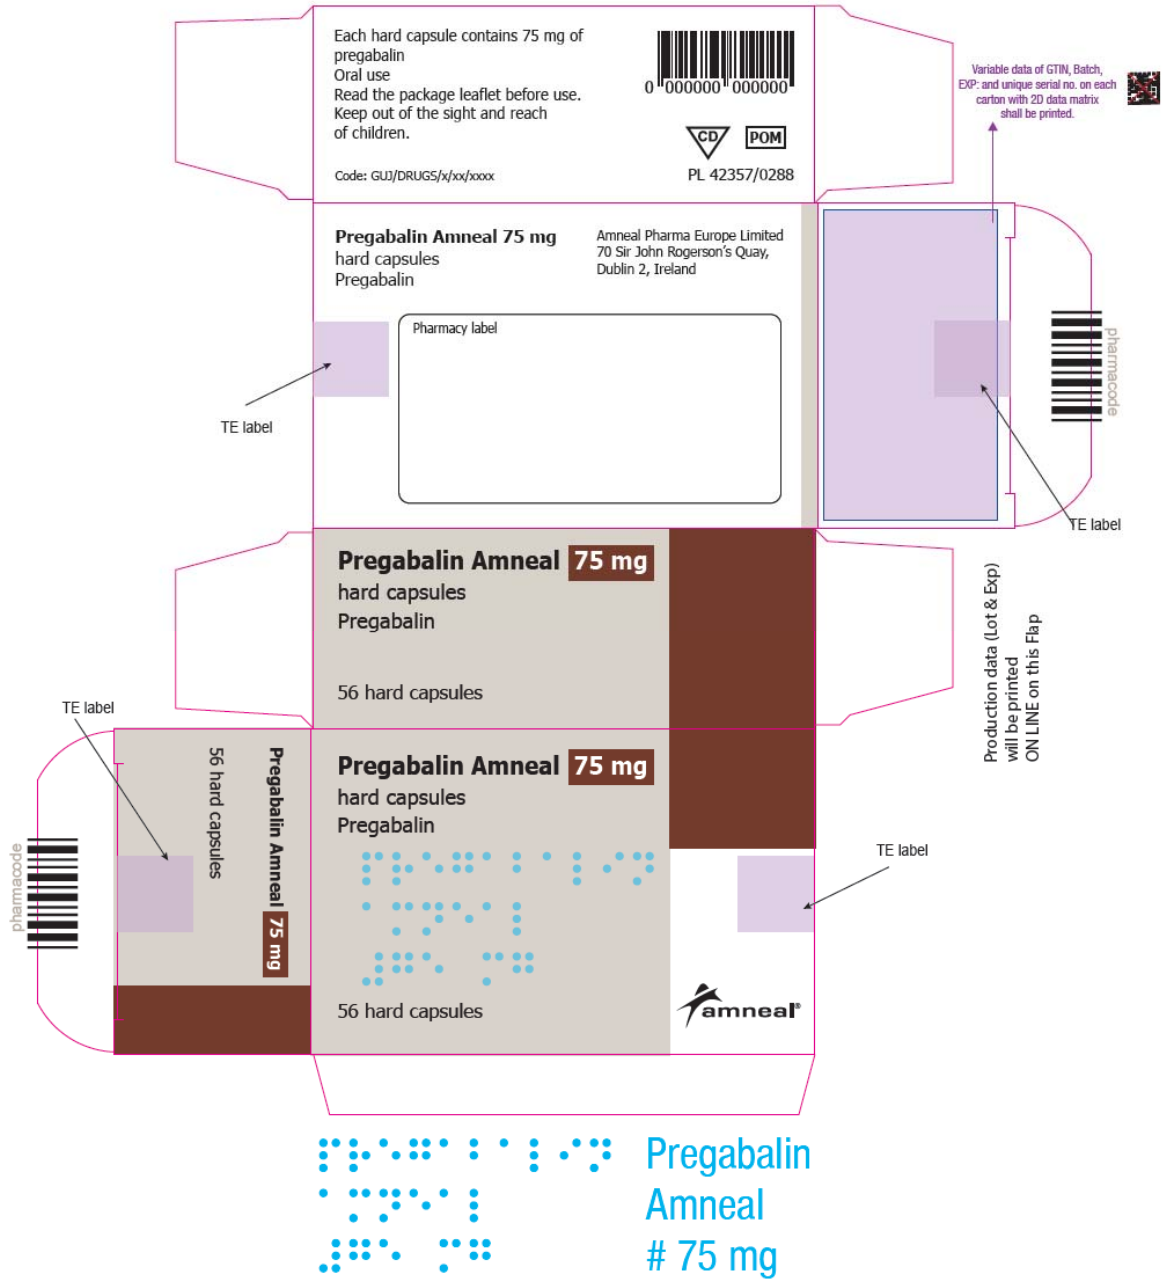 Each hard capsule contains 75 mg of
pregabalin
Oral use
Read the package leaflet before use.
Keep out of the sight and reach
of children.
Code: GUJ/DRUGS/x/xx/xxxx
0 000000 000000
CD POM
PL 42357/0288
Variable data of GTIN, Batch,
EXP: and unique serial no. on each
carton with 2D data matrix
shall be printed.
Pregabalin Amneal 75 mg
hard capsules
Pregabalin
Amneal Pharma Europe Limited
70 Sir John Rogerson's Quay,
Dublin 2, Ireland
Pharmacy label
TE label
pharmacode
TE label
Pregabalin Amneal 75 mg
hard capsules
Pregabalin
56 hard capsules
Production data (Lot & Exp)
will be printed
ON LINE on this Flap
TE label
pharmacode
Pregabalin Amneal 75 mg
56 hard capsules
Pregabalin Amneal 75 mg
hard capsules
Pregabalin
⠏⠗⠑⠛⠁⠃⠁⠇⠊⠝
⠁⠍⠝⠑⠁⠇
⠼⠛⠑ ⠍⠛
56 hard capsules
TE label
amneal®
⠏⠗⠑⠛⠁⠃⠁⠇⠊⠝ Pregabalin
⠁⠍⠝⠑⠁⠇ Amneal
⠼⠛⠑ ⠍⠛ # 75 mg